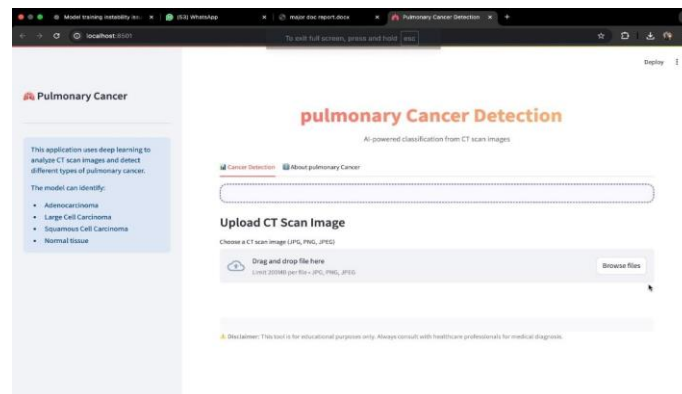 Model training instability iss
(53) WhatsApp
major doc report.docx
Pulmonary Cancer Detection
localhost:8501
To exit full screen, press and hold esc
Deploy
Pulmonary Cancer
pulmonary Cancer Detection
AI-powered classification from CT scan images
This application uses deep learning to
analyze CT scan images and detect
different types of pulmonary cancer.
The model can identify:
• Adenocarcinoma
• Large Cell Carcinoma
• Squamous Cell Carcinoma
• Normal tissue
Cancer Detection
About pulmonary Cancer
Upload CT Scan Image
Choose a CT scan image (JPG, PNG, JPEG)
Drag and drop file here
Limit 200MB per file • JPG, PNG, JPEG
Browse files
Disclaimer: This tool is for educational purposes only. Always consult with healthcare professionals for medical diagnosis.